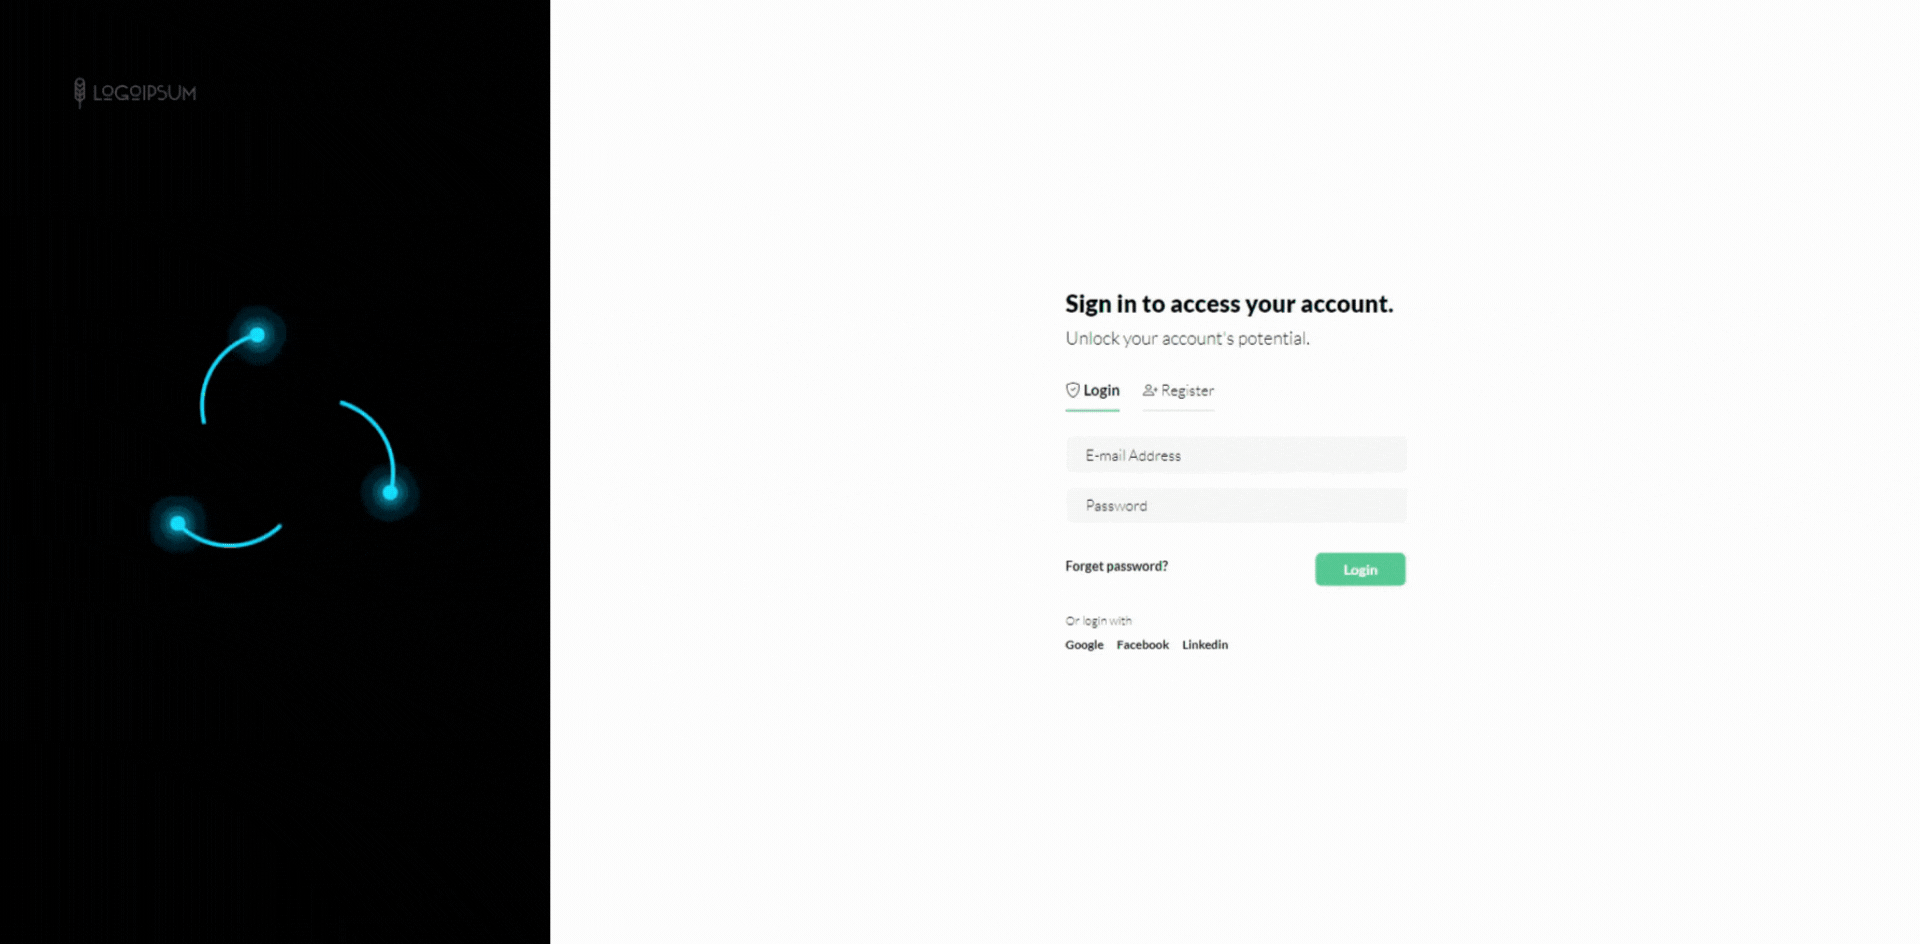 LOGOIPSUM
Sign in to access your account.
Unlock your account's potential.
Login Register
E-mail Address
Password
Forget password? Login
Or login with
Google Facebook Linkedin